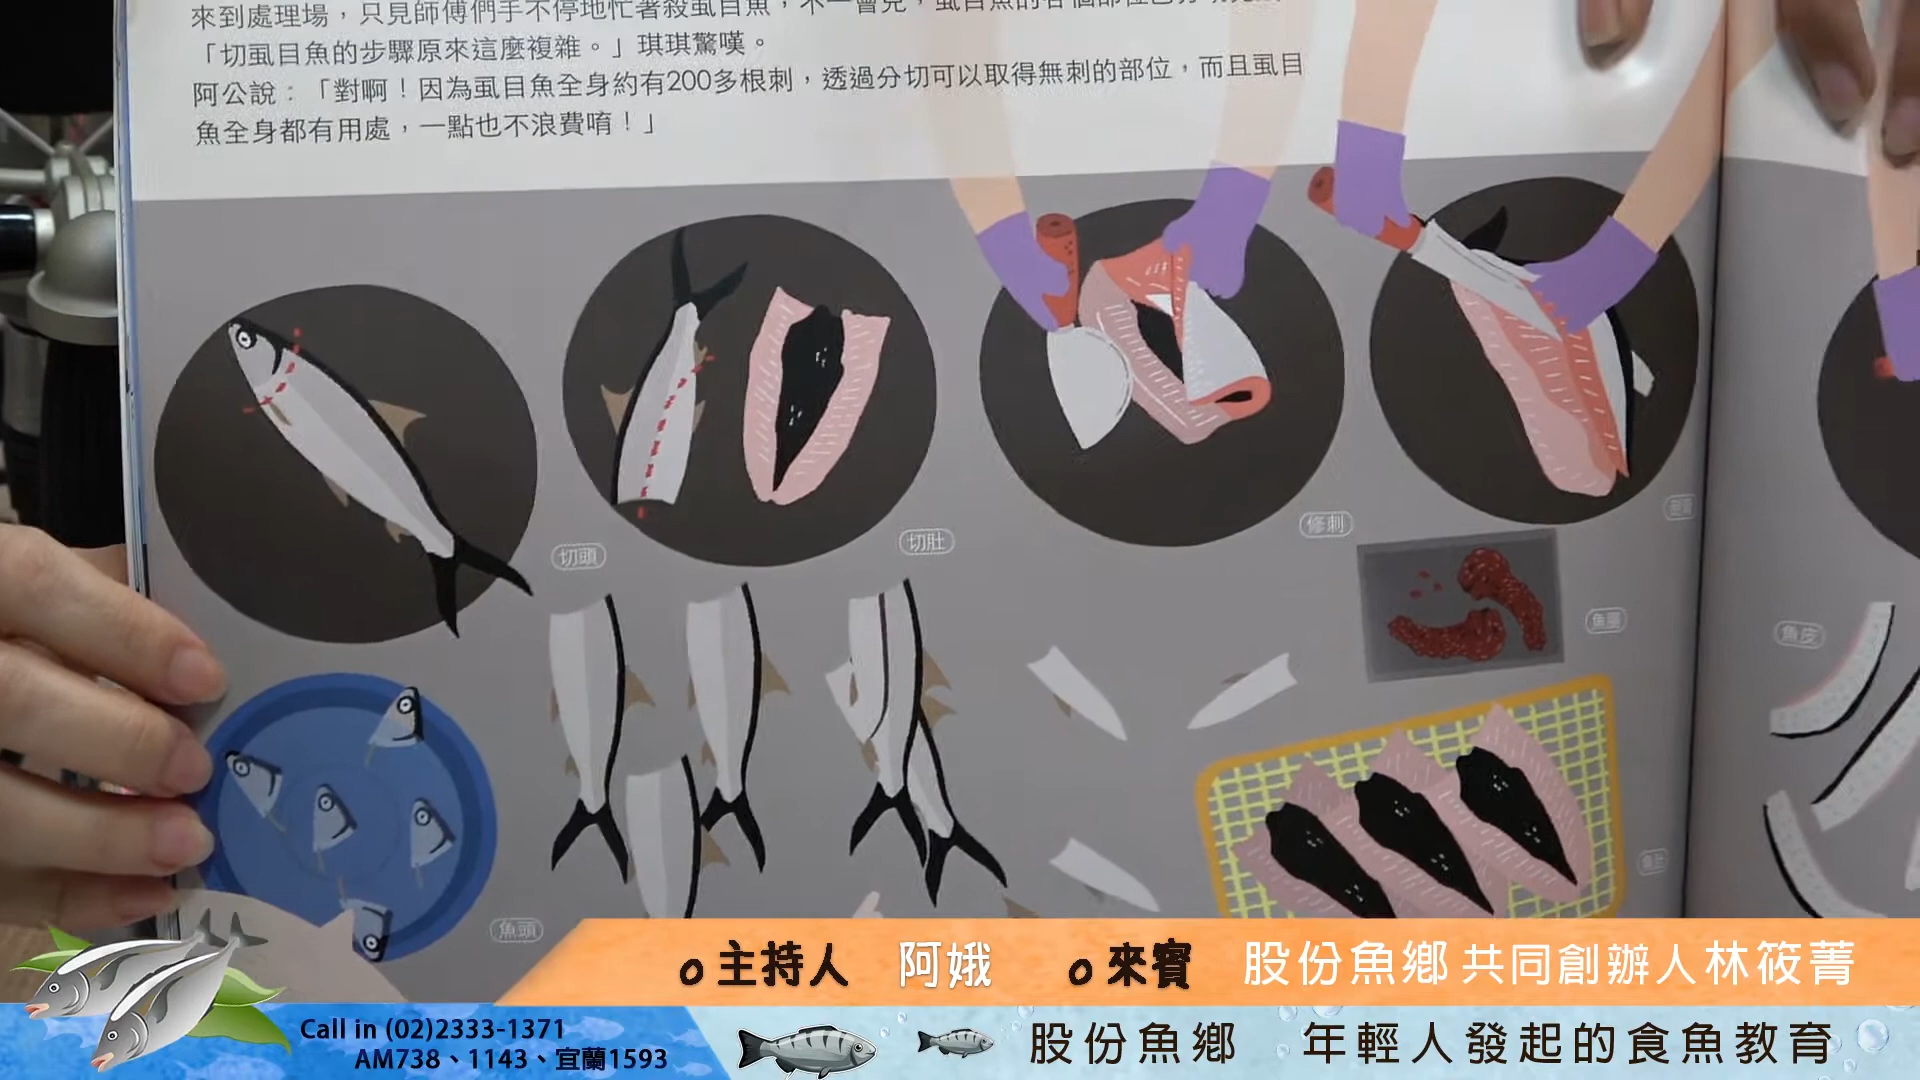 來到處理場，只見師傅們手不停地忙著殺虱目魚，不一會兒，虱目魚的各個部位
「切虱目魚的步驟原來這麼複雜。」琪琪驚嘆。
阿公說：「對啊！因為虱目魚全身約有200多根刺，透過分切可以取得無刺的部位，而且虱目
魚全身都有用處，一點也不浪費唷！」
切頭
切肚
修刺
魚腸
魚皮
魚肚
魚頭
主持人 阿娥 來賓 股份魚鄉 共同創辦人林筱菁
Call in (02)2333-1371
AM738、1143、宜蘭1593
股份魚鄉 年輕人發起的食魚教育